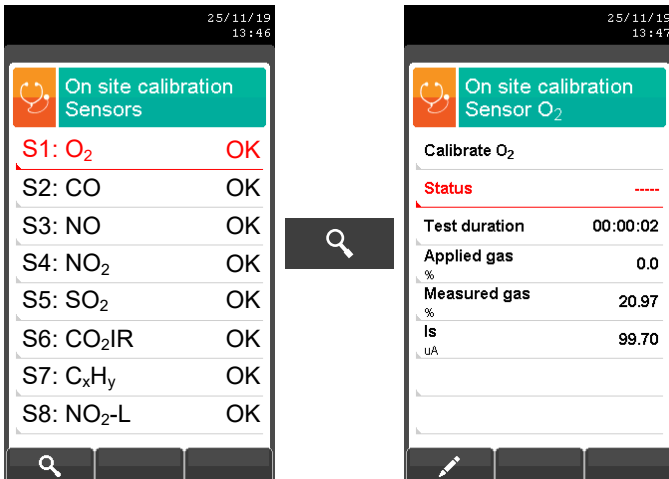 25/11/19
13:46
On site calibration
Sensors
S1: O₂ OK
S2: CO OK
S3: NO OK
S4: NO₂ OK
S5: SO₂ OK
S6: CO₂IR OK
S7: CₓHᵧ OK
S8: NO₂-L OK
25/11/19
13:47
On site calibration
Sensor O₂
Calibrate O₂
Status -----
Test duration 00:00:02
Applied gas 0.0
%
Measured gas 20.97
%
Is 99.70
uA